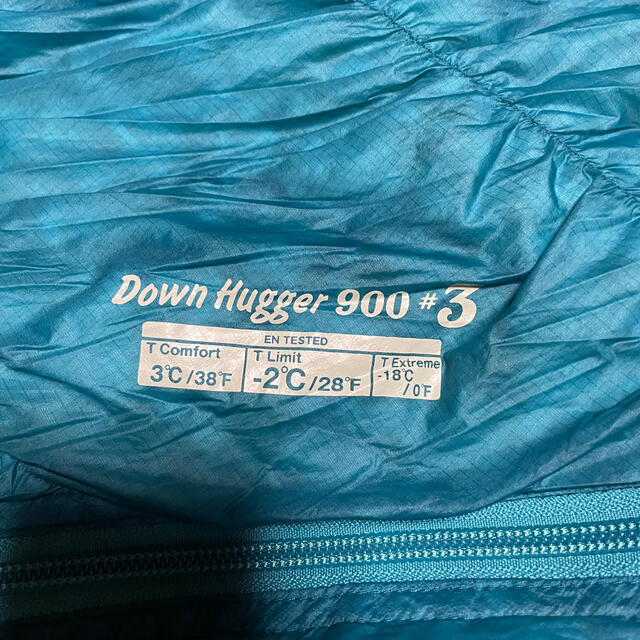 Down Hugger 900 #3
EN TESTED
T Comfort
3℃/38°F
T Limit
-2℃/28°F
T Extreme
-18℃
/0°F